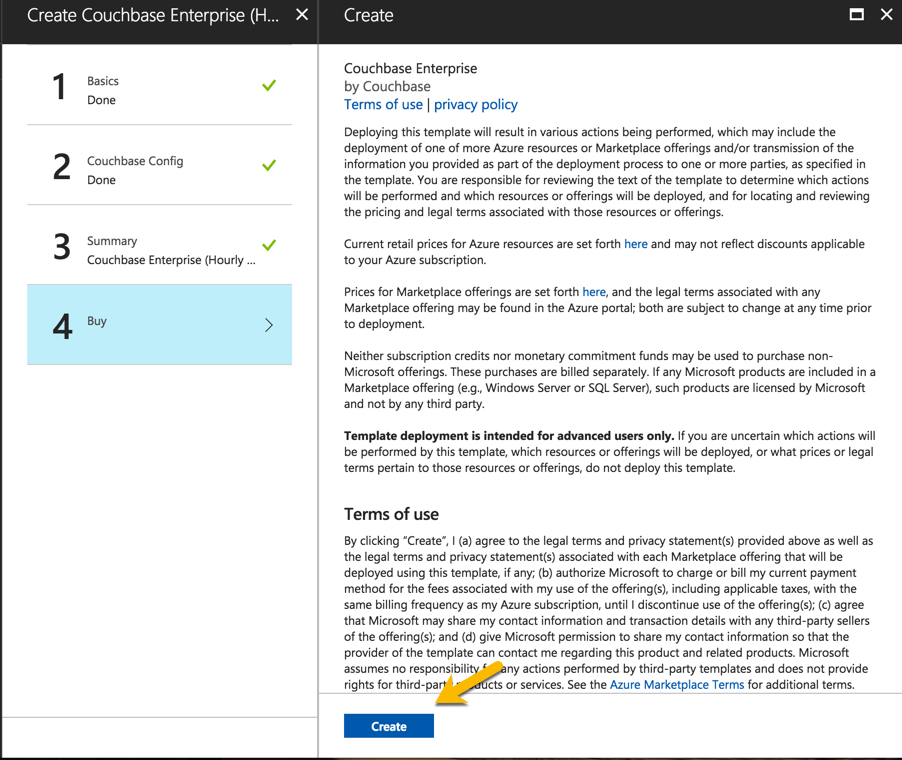 Create Couchbase Enterprise (H...
1
Basics
Done
2
Couchbase Config
Done
3
Summary
Couchbase Enterprise (Hourly ...
4
Buy
Create
Couchbase Enterprise
by Couchbase
Terms of use | privacy policy
Deploying this template will result in various actions being performed, which may include the
deployment of one of more Azure resources or Marketplace offerings and/or transmission of the
information you provided as part of the deployment process to one or more parties, as specified in
the template. You are responsible for reviewing the text of the template to determine which actions
will be performed and which resources or offerings will be deployed, and for locating and reviewing
the pricing and legal terms associated with those resources or offerings.
Current retail prices for Azure resources are set forth here and may not reflect discounts applicable
to your Azure subscription.
Prices for Marketplace offerings are set forth here, and the legal terms associated with any
Marketplace offering may be found in the Azure portal; both are subject to change at any time prior
to deployment.
Neither subscription credits nor monetary commitment funds may be used to purchase non-
Microsoft offerings. These purchases are billed separately. If any Microsoft products are included in a
Marketplace offering (e.g., Windows Server or SQL Server), such products are licensed by Microsoft
and not by any third party.
Template deployment is intended for advanced users only. If you are uncertain which actions will
be performed by this template, which resources or offerings will be deployed, or what prices or legal
terms pertain to those resources or offerings, do not deploy this template.
Terms of use
By clicking "Create", I (a) agree to the legal terms and privacy statement(s) provided above as well as
the legal terms and privacy statement(s) associated with each Marketplace offering that will be
deployed using this template, if any; (b) authorize Microsoft to charge or bill my current payment
method for the fees associated with my use of the offering(s), including applicable taxes, with the
same billing frequency as my Azure subscription, until I discontinue use of the offering(s); (c) agree
that Microsoft may share my contact information and transaction details with any third-party sellers
of the offering(s); and (d) give Microsoft permission to share my contact information so that the
provider of the template can contact me regarding this product and related products. Microsoft
assumes no responsibility any actions performed by third-party templates and does not provide
rights for third-party or services. See the Azure Marketplace Terms for additional terms.
Create